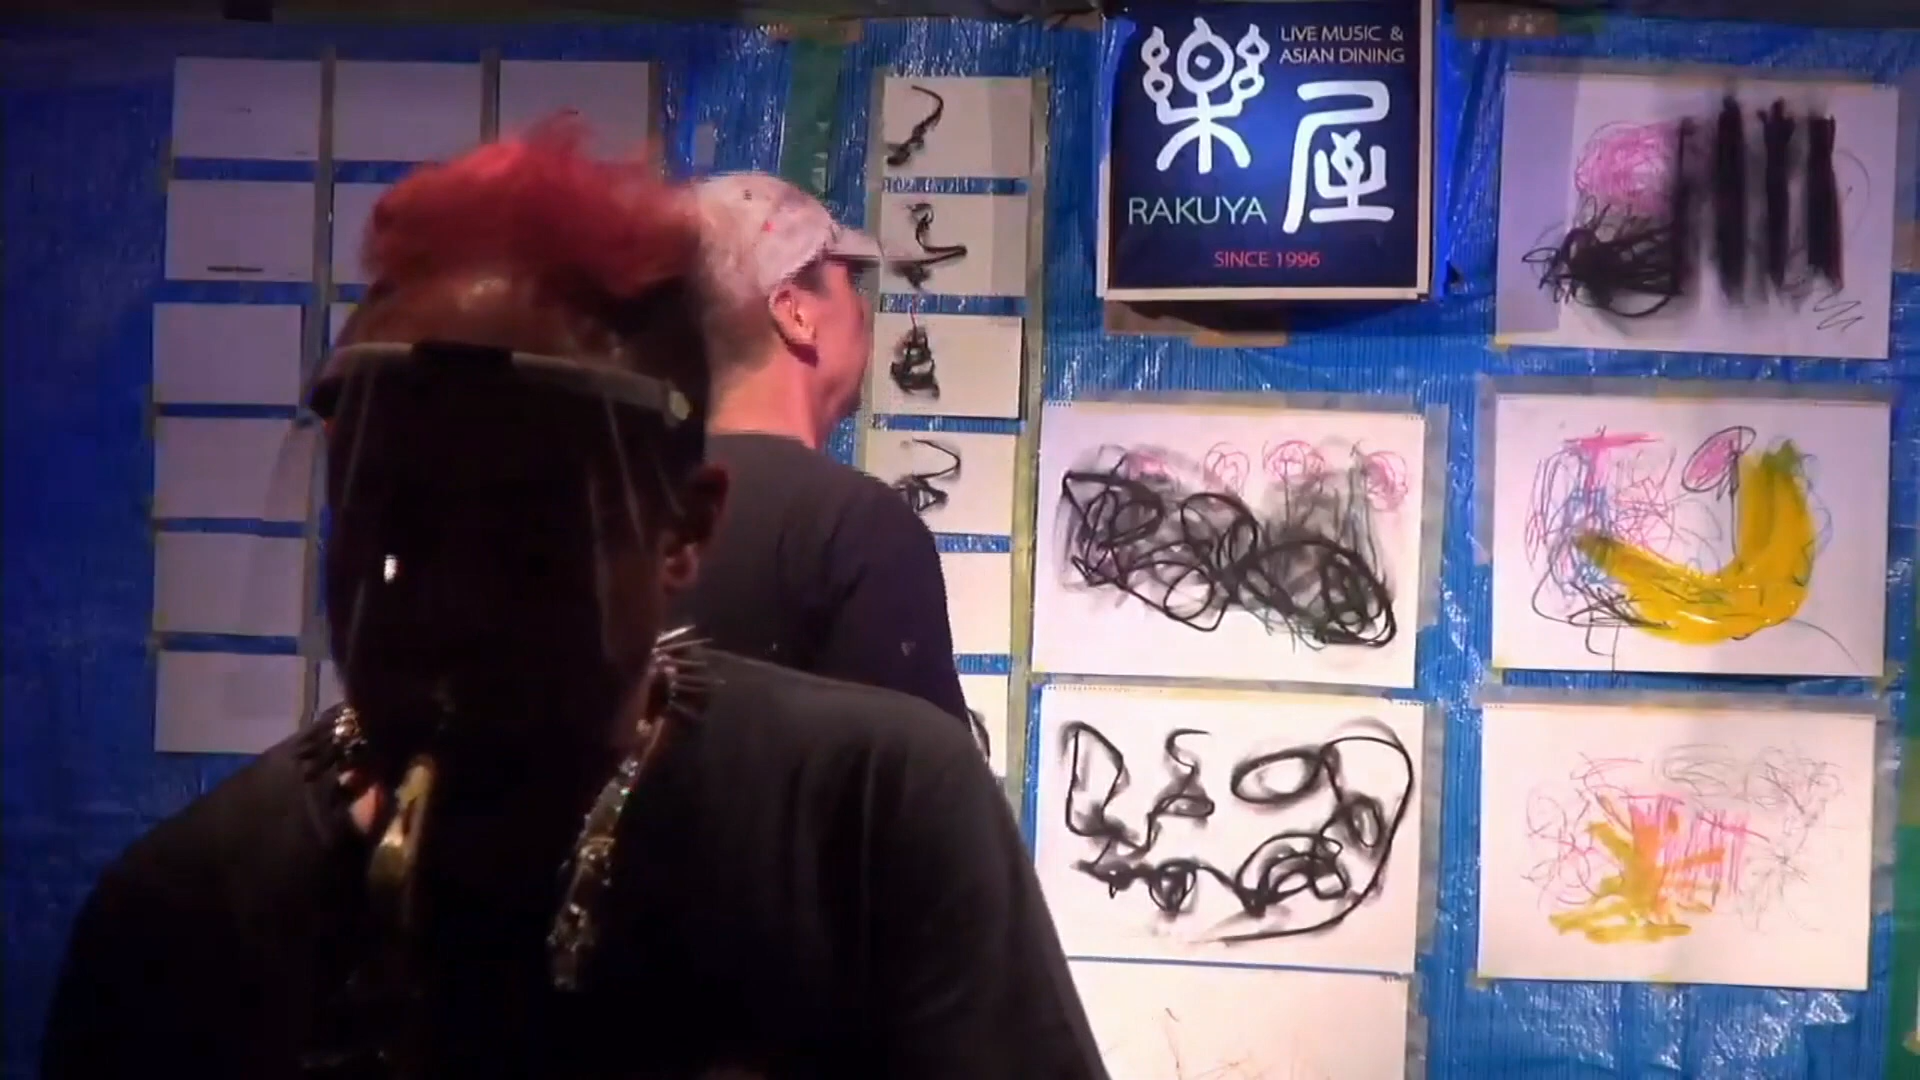 LIVE MUSIC &
ASIAN DINING
樂屋
RAKUYA
SINCE 1996